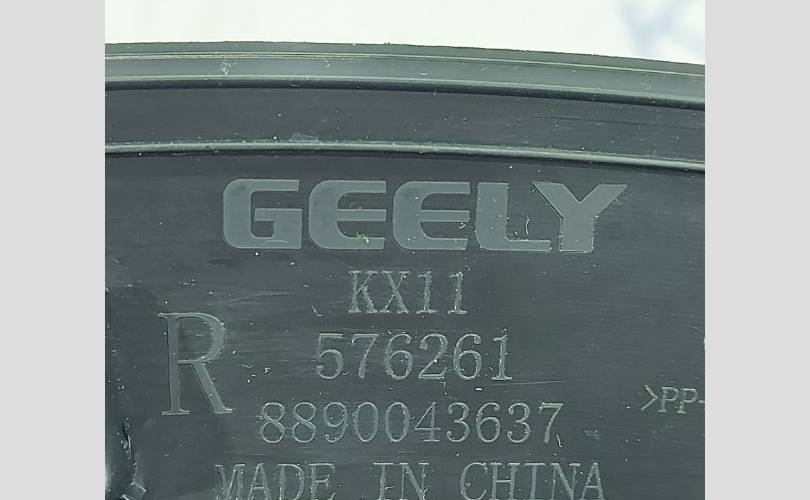 GEELY
KX11
R
576261
8890043637
>PP-
MADE IN CHINA